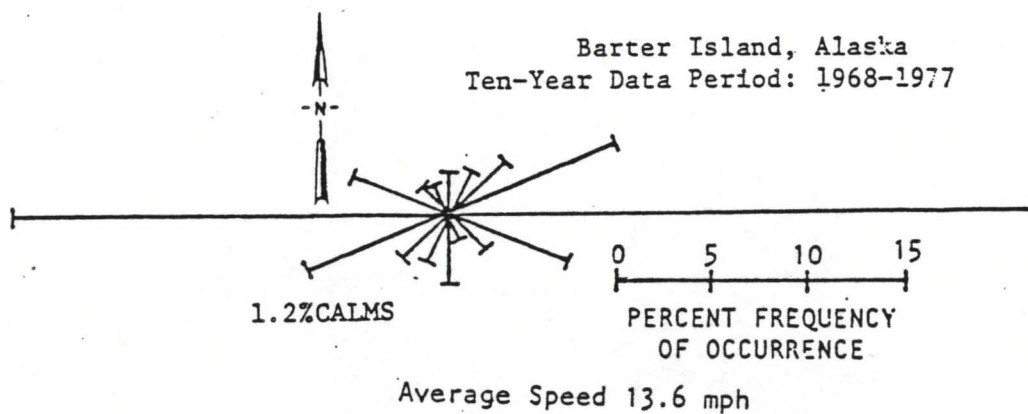 Barter Island, Alaska
Ten-Year Data Period: 1968-1977
-N-
0 5 10 15
1.2%CALMS
PERCENT FREQUENCY
OF OCCURRENCE
Average Speed 13.6 mph